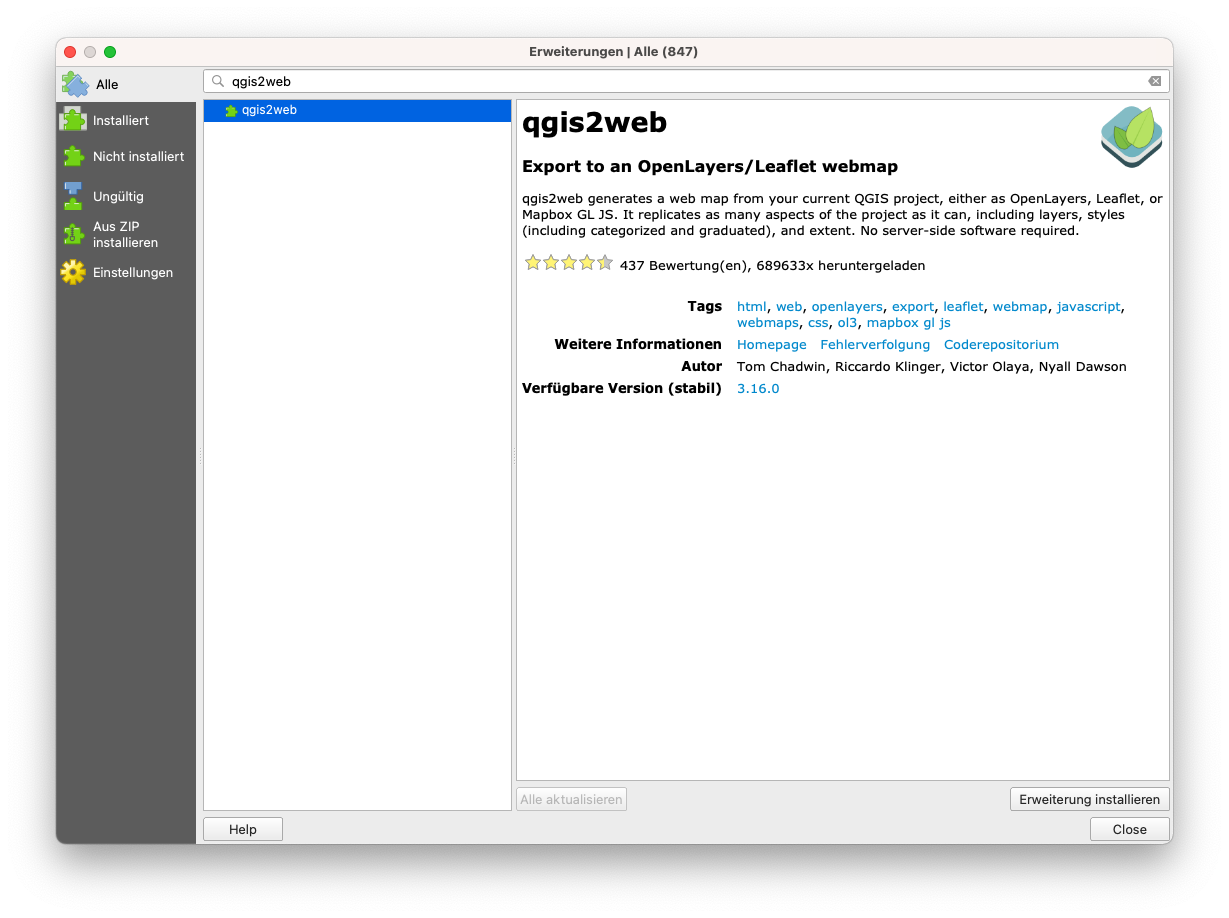 Erweiterungen | Alle (847)
Alle
Installiert
Nicht installiert
Ungültig
Aus ZIP
installieren
Einstellungen
qgis2web
qgis2web
qgis2web
Export to an OpenLayers/Leaflet webmap
qgis2web generates a web map from your current QGIS project, either as OpenLayers, Leaflet, or
Mapbox GL JS. It replicates as many aspects of the project as it can, including layers, styles
(including categorized and graduated), and extent. No server-side software required.
437 Bewertung(en), 689633x heruntergeladen
Tags html, web, openlayers, export, leaflet, webmap, javascript,
webmaps, css, ol3, mapbox gl js
Weitere Informationen Homepage Fehlerverfolgung Coderepositorium
Autor Tom Chadwin, Riccardo Klinger, Victor Olaya, Nyall Dawson
Verfügbare Version (stabil) 3.16.0
Alle aktualisieren Erweiterung installieren
Help Close